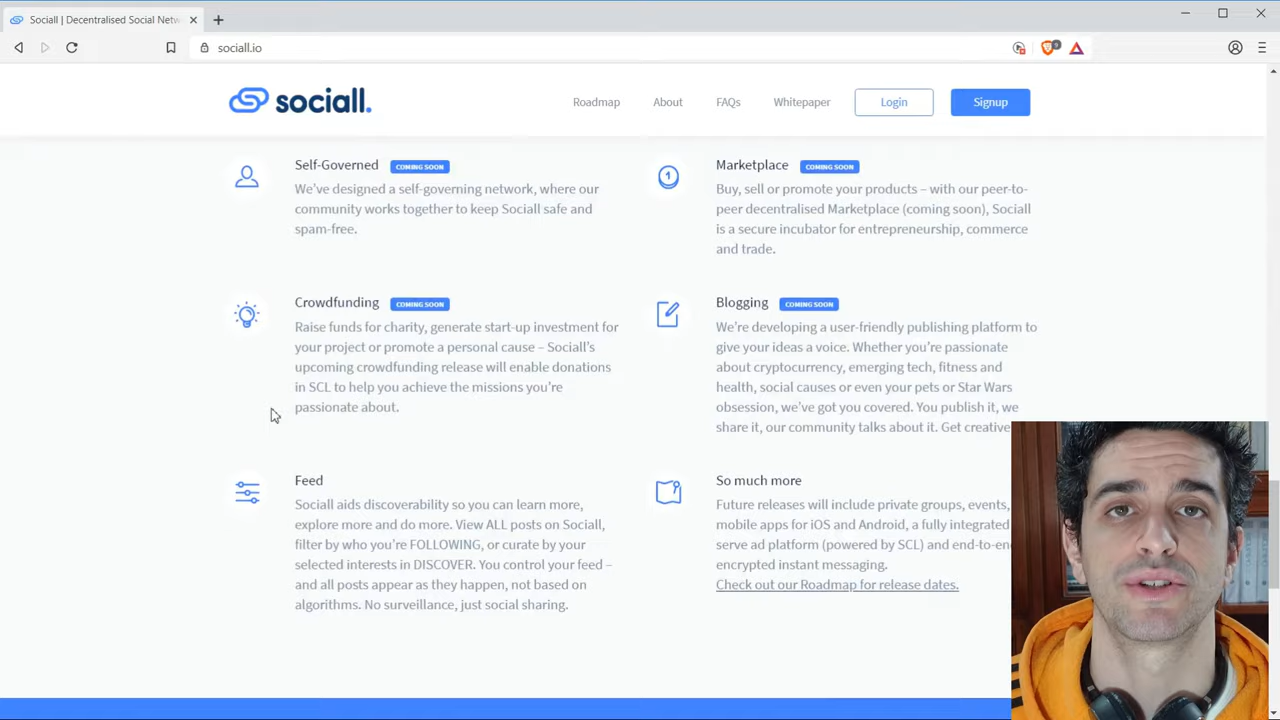 Sociall | Decentralised Social Netw
sociall.io
9
sociall.
Roadmap
About
FAQs
Whitepaper
Login
Signup
Self-Governed
COMING SOON
We've designed a self-governing network, where our
community works together to keep Sociall safe and
spam-free.
1
Marketplace
COMING SOON
Buy, sell or promote your products – with our peer-to-
peer decentralised Marketplace (coming soon), Sociall
is a secure incubator for entrepreneurship, commerce
and trade.
Crowdfunding
COMING SOON
Raise funds for charity, generate start-up investment for
your project or promote a personal cause – Sociall's
upcoming crowdfunding release will enable donations
in SCL to help you achieve the missions you're
passionate about.
Blogging
COMING SOON
We're developing a user-friendly publishing platform to
give your ideas a voice. Whether you're passionate
about cryptocurrency, emerging tech, fitness and
health, social causes or even your pets or Star Wars
obsession, we've got you covered. You publish it, we
share it, our community talks about it. Get creative
Feed
Sociall aids discoverability so you can learn more,
explore more and do more. View ALL posts on Sociall,
filter by who you're FOLLOWING, or curate by your
selected interests in DISCOVER. You control your feed –
and all posts appear as they happen, not based on
algorithms. No surveillance, just social sharing.
So much more
Future releases will include private groups, events,
mobile apps for iOS and Android, a fully integrated
serve ad platform (powered by SCL) and end-to-en
encrypted instant messaging.
Check out our Roadmap for release dates.